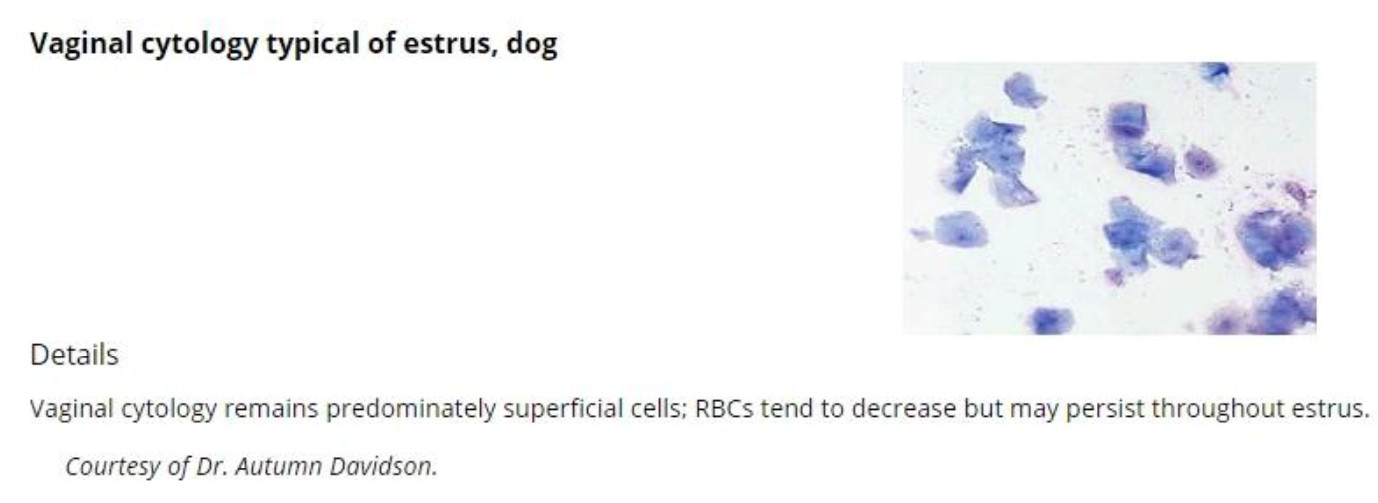 Vaginal cytology typical of estrus, dog
Details
Vaginal cytology remains predominately superficial cells; RBCs tend to decrease but may persist throughout estrus.
Courtesy of Dr. Autumn Davidson.